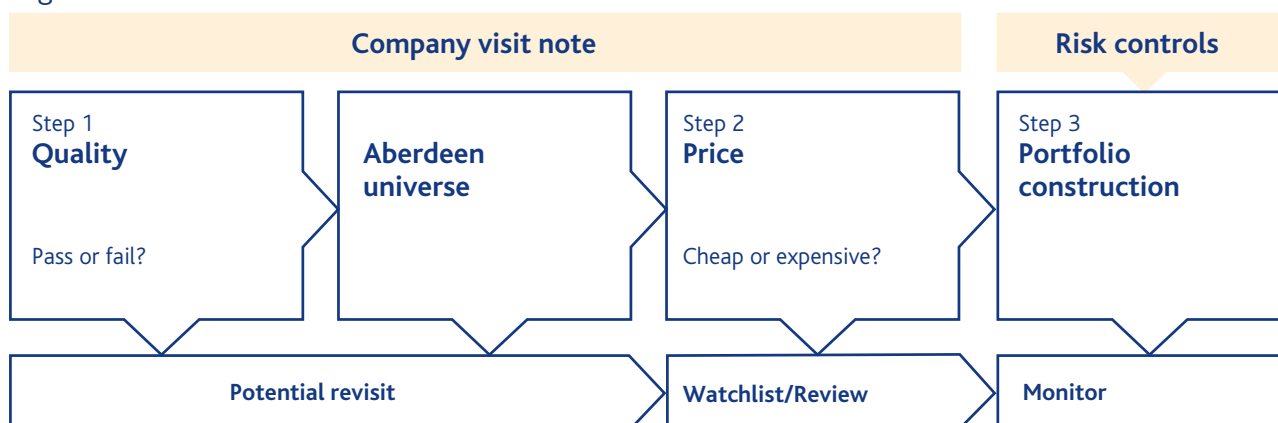 Company visit note
Risk controls
Step 1
Quality
Pass or fail?
Aberdeen
universe
Step 2
Price
Cheap or expensive?
Step 3
Portfolio
construction
Potential revisit
Watchlist/Review
Monitor